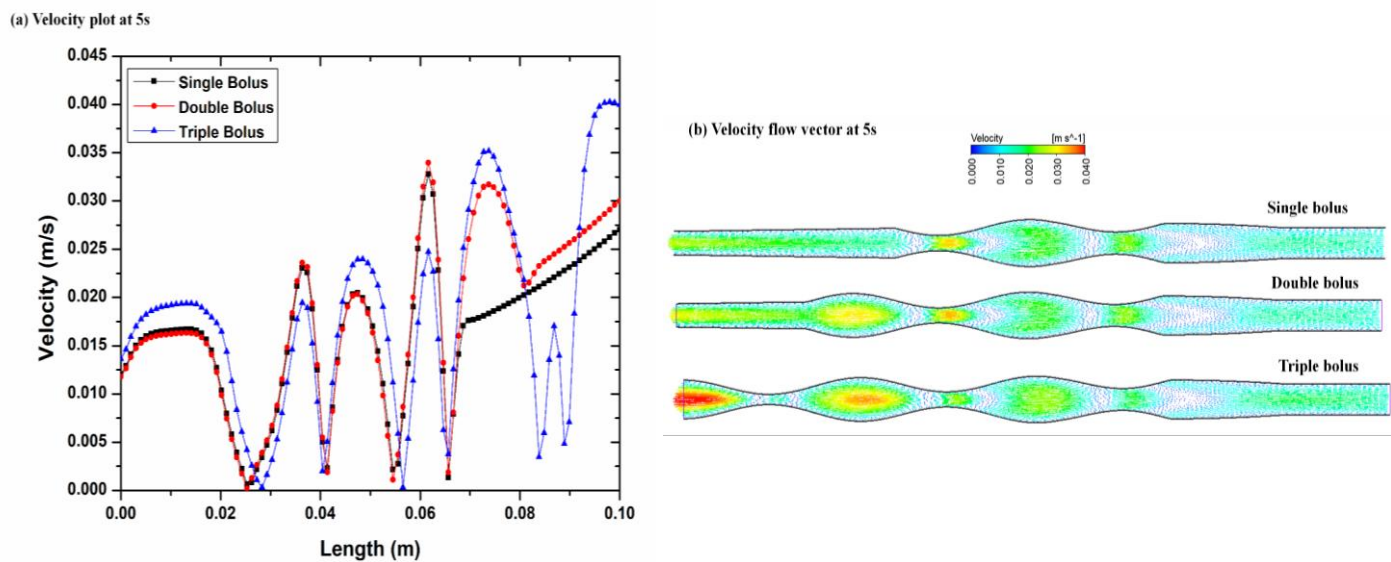 (a) Velocity plot at 5s
0.045
0.040
0.035
0.030
0.025
0.020
0.015
0.010
0.005
0.000
Velocity (m/s)
Single Bolus
Double Bolus
Triple Bolus
0.00 0.02 0.04 0.06 0.08 0.10
Length (m)
(b) Velocity flow vector at 5s
Velocity [m s^-1]
0.000 0.010 0.020 0.030 0.040
Single bolus
Double bolus
Triple bolus